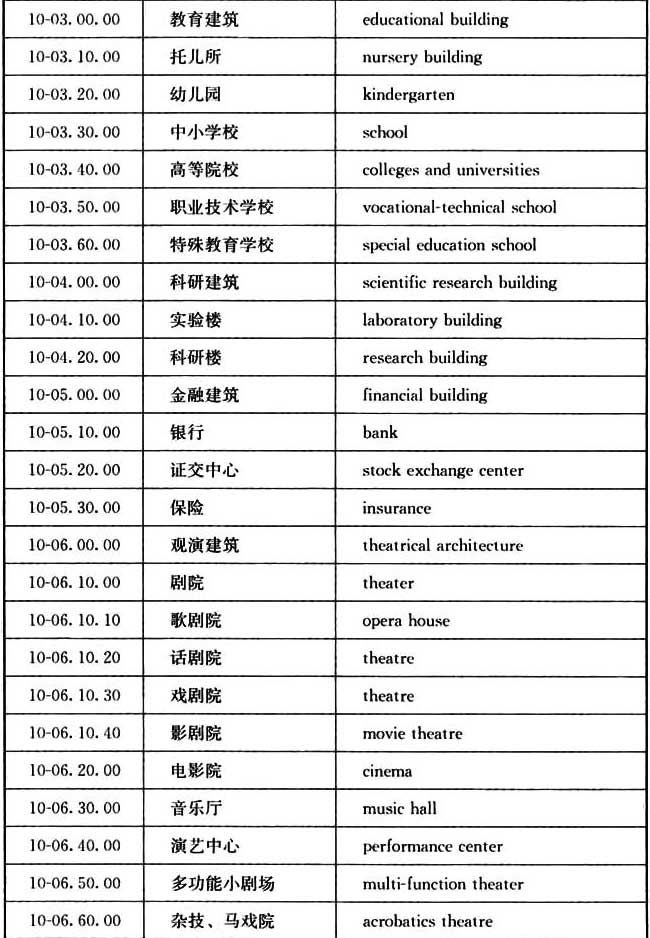 10-03. 00. 00 教育建筑 educational building
10-03. 10. 00 托儿所 nursery building
10-03. 20. 00 幼儿园 kindergarten
10-03. 30. 00 中小学校 school
10-03. 40. 00 高等院校 colleges and universities
10-03. 50. 00 职业技术学校 vocational-technical school
10-03. 60. 00 特殊教育学校 special education school
10-04. 00. 00 科研建筑 scientific research building
10-04. 10. 00 实验楼 laboratory building
10-04. 20. 00 科研楼 research building
10-05. 00. 00 金融建筑 financial building
10-05. 10. 00 银行 bank
10-05. 20. 00 证交中心 stock exchange center
10-05. 30. 00 保险 insurance
10-06. 00. 00 观演建筑 theatrical architecture
10-06. 10. 00 剧院 theater
10-06. 10. 10 歌剧院 opera house
10-06. 10. 20 话剧院 theatre
10-06. 10. 30 戏剧院 theatre
10-06. 10. 40 影剧院 movie theatre
10-06. 20. 00 电影院 cinema
10-06. 30. 00 音乐厅 music hall
10-06. 40. 00 演艺中心 performance center
10-06. 50. 00 多功能小剧场 multi-function theater
10-06. 60. 00 杂技、马戏院 acrobatics theatre